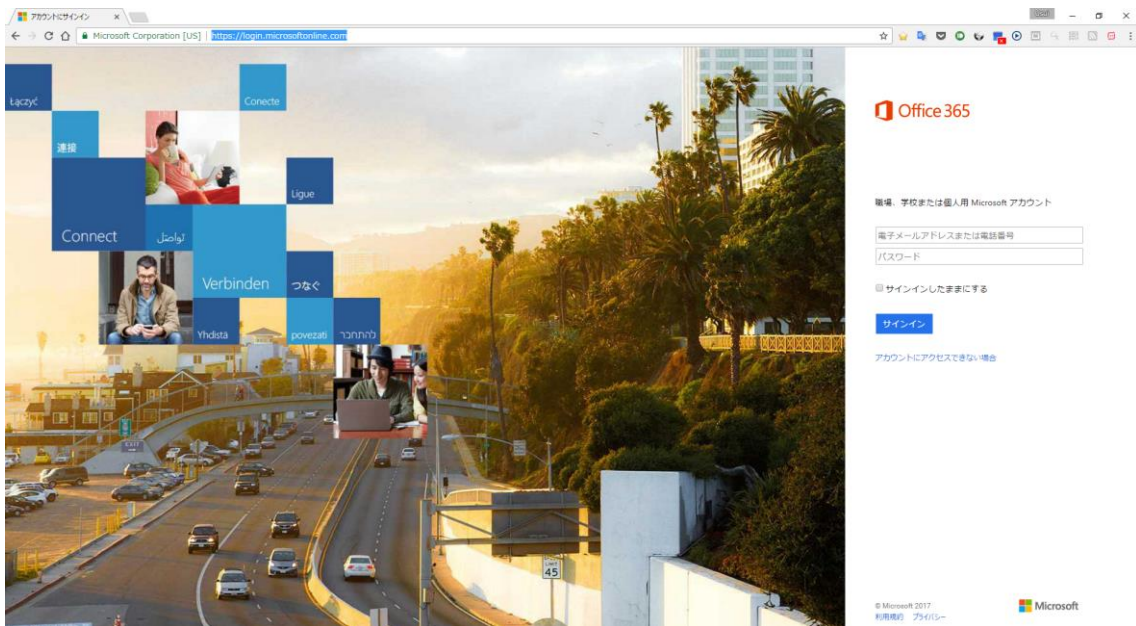 アカウントにサインイン
Microsoft Corporation [US] | https://login.microsoftonline.com
Łączyć
Conecte
連接
Ligue
Connect
تواصل
Verbinden
つなぐ
Yhdistä
povezati
להתחבר
EXIT
LIMIT
45
Office 365
職場、学校または個人用 Microsoft アカウント
電子メールアドレスまたは電話番号
パスワード
サインインしたままにする
サインイン
アカウントにアクセスできない場合
© Microsoft 2017
利用規約 プライバシー
Microsoft